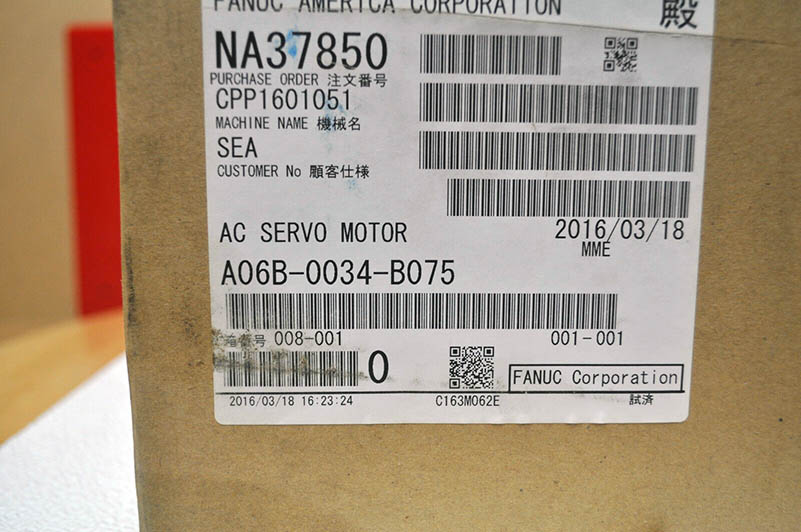 FANUC AMERICA CORPORATION 殿
NA37850
PURCHASE ORDER 注文番号
CPP1601051
MACHINE NAME 機械名
SEA
CUSTOMER No 顧客仕様
AC SERVO MOTOR 2016/03/18
MME
A06B-0034-B075
番号 008-001 001-001
0
FANUC Corporation
2016/03/18 16:23:24 C163M062E 試済